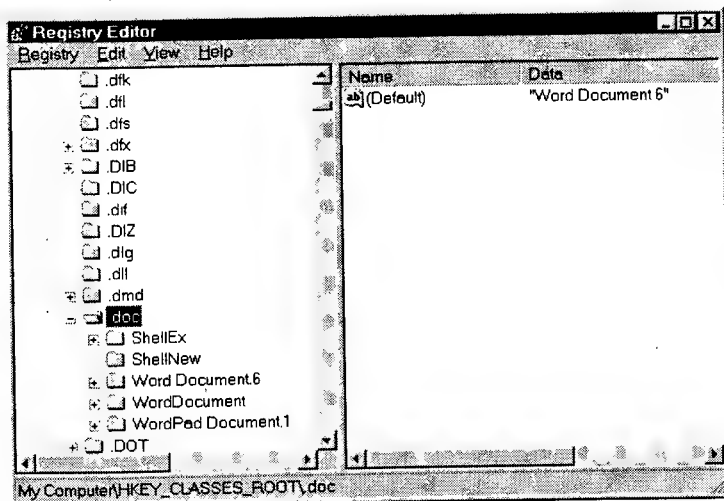 Registry Editor
Registry Edit View Help
.dfk
.dfl
.dfs
.dfx
.DIB
.DIC
.dif
.DIZ
.dlg
.dll
.dmd
.doc
ShellEx
ShellNew
Word Document.6
WordDocument
WordPad Document.1
.DOT
Name Data
ab (Default) "Word Document 6"
My Computer\HKEY_CLASSES_ROOT\.doc